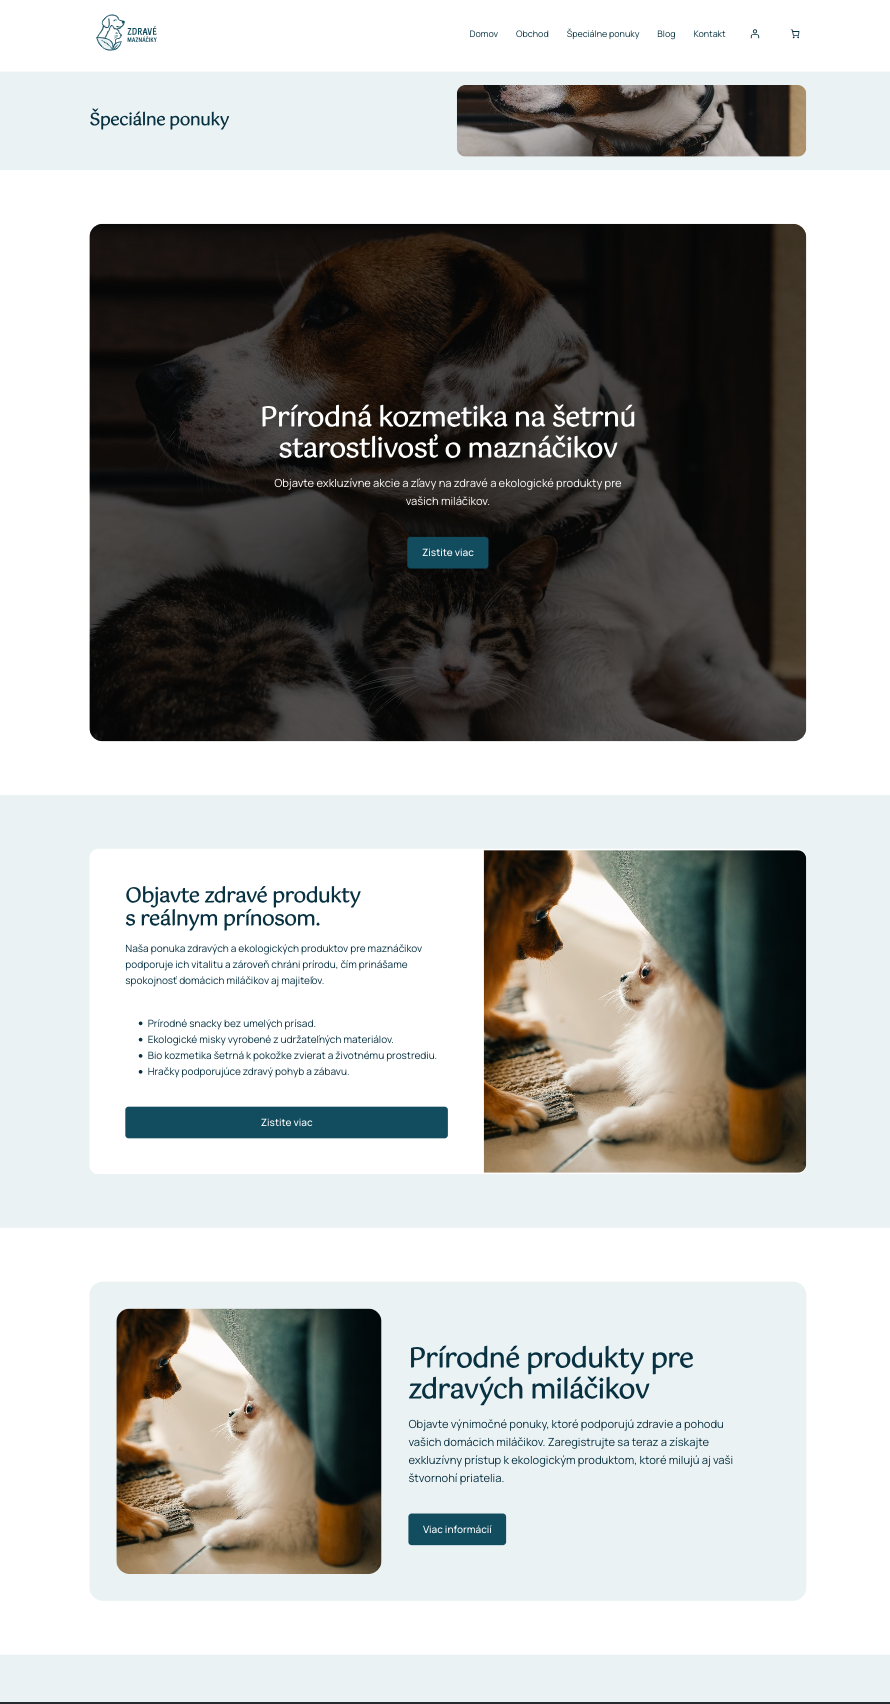 ZDRAVÉ
MAZNÁČIKY
Domov
Obchod
Špeciálne ponuky
Blog
Kontakt
Špeciálne ponuky
Prírodná kozmetika na šetrnú
starostlivosť o maznáčikov
Objavte exkluzívne akcie a zľavy na zdravé a ekologické produkty pre
vašich miláčikov.
Zistite viac
Objavte zdravé produkty
s reálnym prínosom.
Naša ponuka zdravých a ekologických produktov pre maznáčikov
podporuje ich vitalitu a zároveň chráni prírodu, čím prinášame
spokojnosť domácich miláčikov aj majiteľov.
Prírodné snacky bez umelých prísad.
Ekologické misky vyrobené z udržateľných materiálov.
Bio kozmetika šetrná k pokožke zvierat a životnému prostrediu.
Hračky podporujúce zdravý pohyb a zábavu.
Zistite viac
Prírodné produkty pre
zdravých miláčikov
Objavte výnimočné ponuky, ktoré podporujú zdravie a pohodu
vašich domácich miláčikov. Zaregistrujte sa teraz a získajte
exkluzívny prístup k ekologickým produktom, ktoré milujú aj vaši
štvornohí priatelia.
Viac informácií